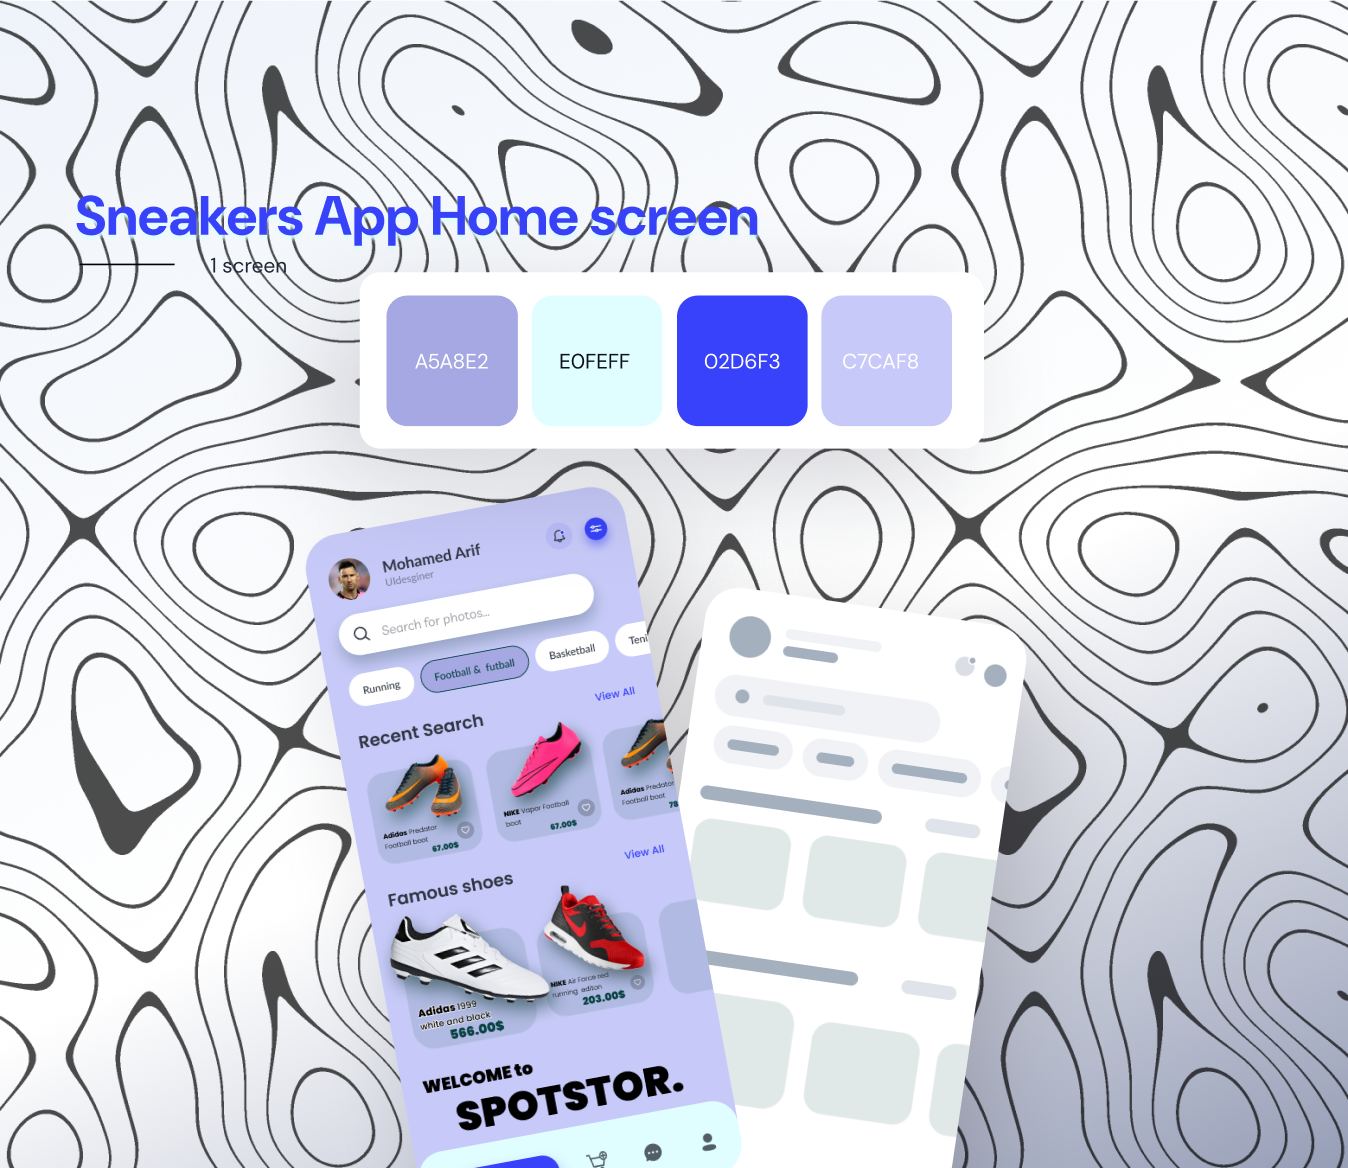 Sneakers App Home screen
1 screen
A5A8E2
E0FEFF
02D6F3
C7CAF8
Mohamed Arif
UIdesginer
Search for photos...
Running
Football & futball
Basketball
Teni
View All
Recent Search
Adidas Predator
Football boot
67.00$
NIKE Vapor Football
boot
67.00$
Adidas Predator
Football boot
78
View All
Famous shoes
Adidas 1999
white and black
566.00$
NIKE Air Force red
running. editon
203.00$
WELCOME to
SPOTSTOR.